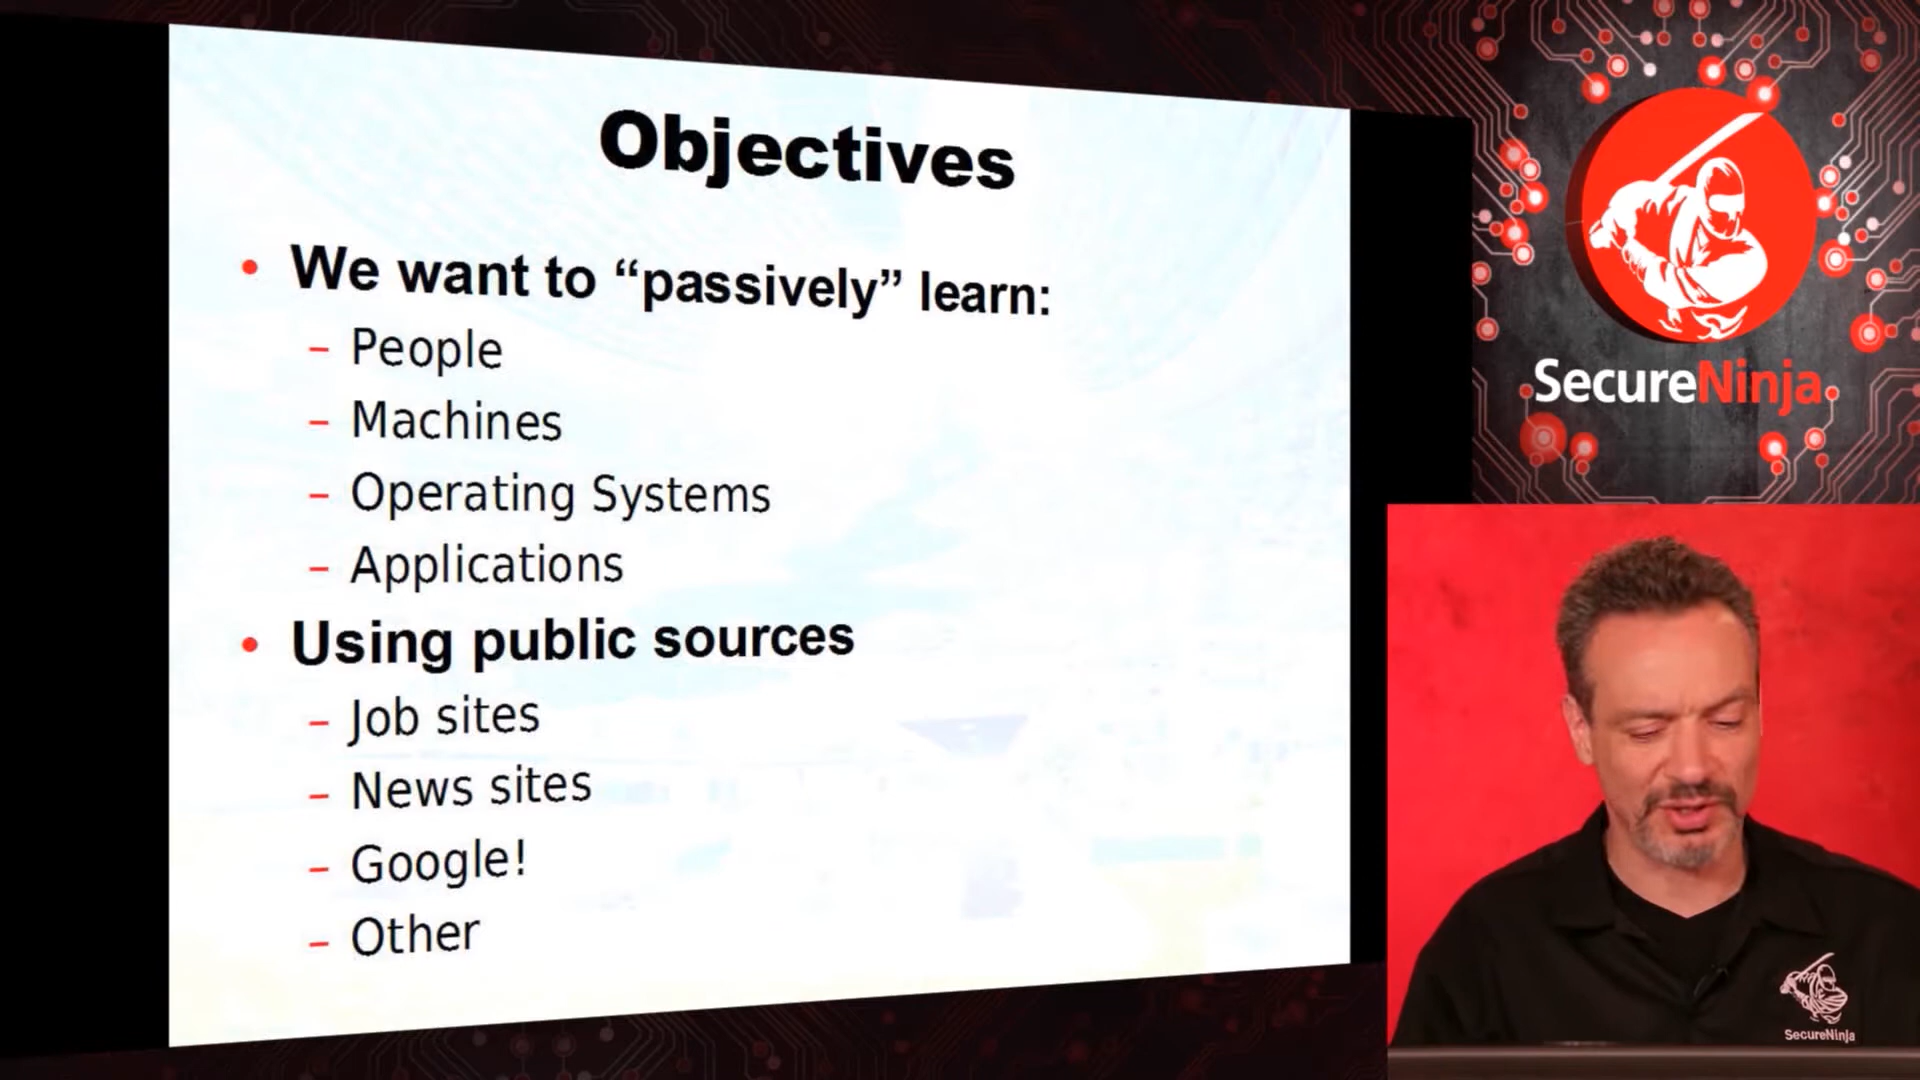 Objectives
• We want to “passively” learn:
– People
– Machines
– Operating Systems
– Applications
• Using public sources
– Job sites
– News sites
– Google!
– Other
SecureNinja
SecureNinja